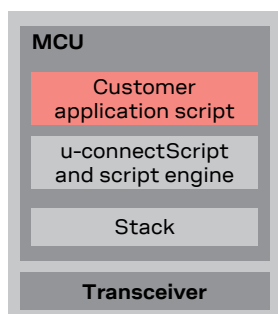 MCU
Customer
application script
u-connectScript
and script engine
Stack
Transceiver